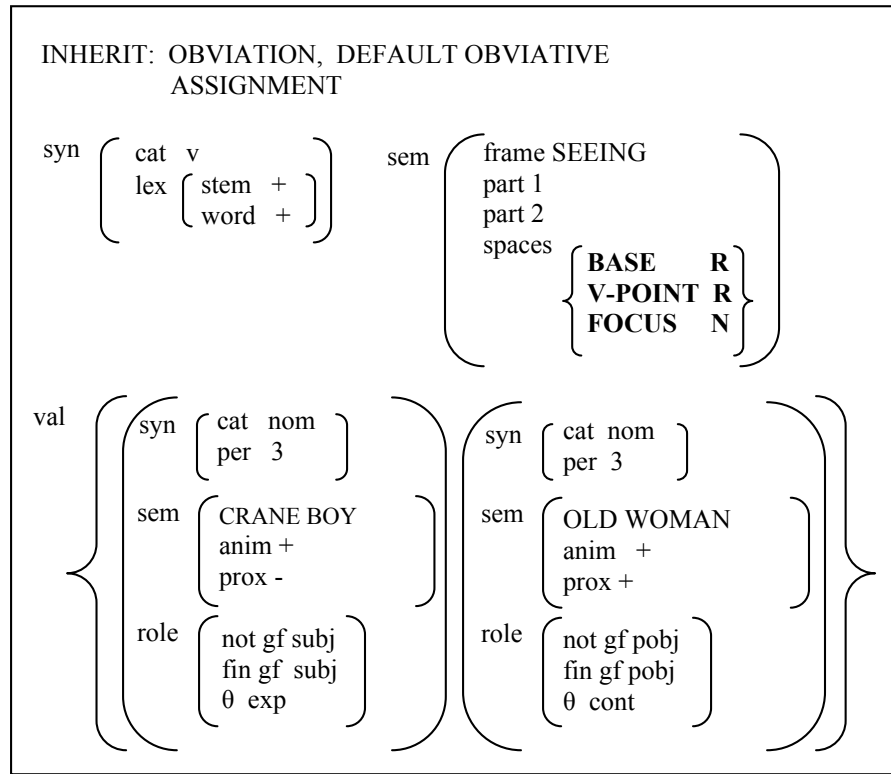 INHERIT: OBVIATION, DEFAULT OBVIATIVE
ASSIGNMENT
syn
cat v
lex
stem +
word +
sem
frame SEEING
part 1
part 2
spaces
BASE R
V-POINT R
FOCUS N
val
syn
cat nom
per 3
sem
CRANE BOY
anim +
prox -
role
not gf subj
fin gf subj
θ exp
syn
cat nom
per 3
sem
OLD WOMAN
anim +
prox +
role
not gf pobj
fin gf pobj
θ cont